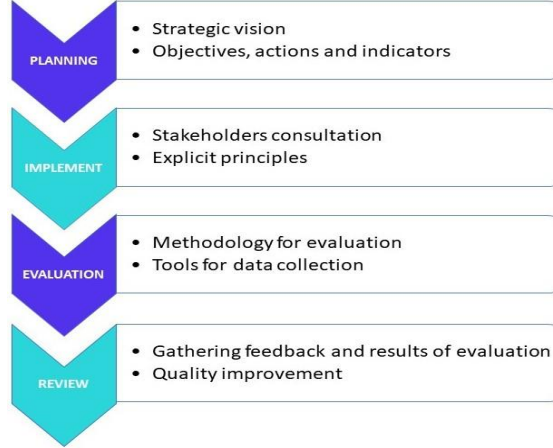 PLANNING
• Strategic vision
• Objectives, actions and indicators
IMPLEMENT
• Stakeholders consultation
• Explicit principles
EVALUATION
• Methodology for evaluation
• Tools for data collection
REVIEW
• Gathering feedback and results of evaluation
• Quality improvement